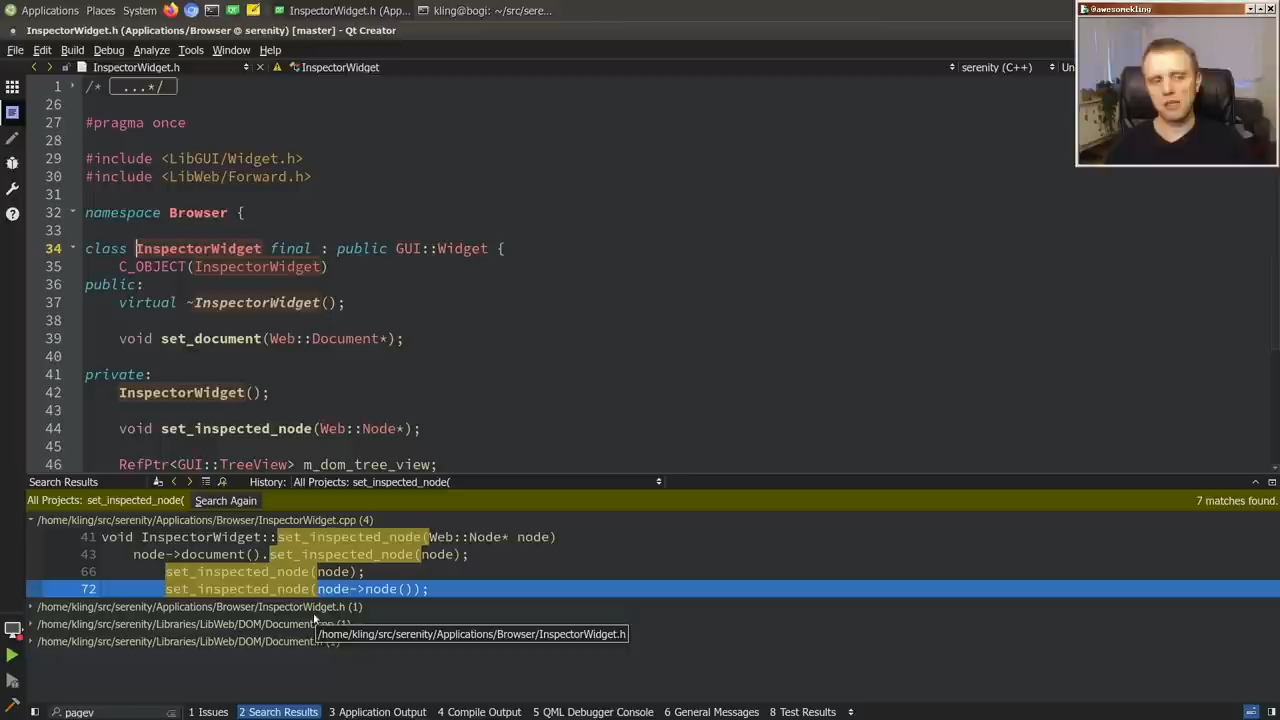 Applications Places System InspectorWidget.h (App... kling@bogi: ~/src/sere...
@awesomekling
InspectorWidget.h (Applications/Browser @ serenity) [master] - Qt Creator
File Edit Build Debug Analyze Tools Window Help
InspectorWidget.h InspectorWidget serenity (C++) Un
1 /* ...*/
26
27 #pragma once
28
29 #include <LibGUI/Widget.h>
30 #include <LibWeb/Forward.h>
31
32 namespace Browser {
33
34 class InspectorWidget final : public GUI::Widget {
35 C_OBJECT(InspectorWidget)
36 public:
37 virtual ~InspectorWidget();
38
39 void set_document(Web::Document*);
40
41 private:
42 InspectorWidget();
43
44 void set_inspected_node(Web::Node*);
45
46 RefPtr<GUI::TreeView> m_dom_tree_view;
Search Results History: All Projects: set_inspected_node(
All Projects: set_inspected_node( Search Again 7 matches found.
/home/kling/src/serenity/Applications/Browser/InspectorWidget.cpp (4)
41 void InspectorWidget::set_inspected_node(Web::Node* node)
43 node->document().set_inspected_node(node);
66 set_inspected_node(node);
72 set_inspected_node(node->node());
/home/kling/src/serenity/Applications/Browser/InspectorWidget.h (1)
/home/kling/src/serenity/Libraries/LibWeb/DOM/Document
/home/kling/src/serenity/Applications/Browser/InspectorWidget.h
/home/kling/src/serenity/Libraries/LibWeb/DOM/Document
pagev 1 Issues 2 Search Results 3 Application Output 4 Compile Output 5 QML Debugger Console 6 General Messages 8 Test Results